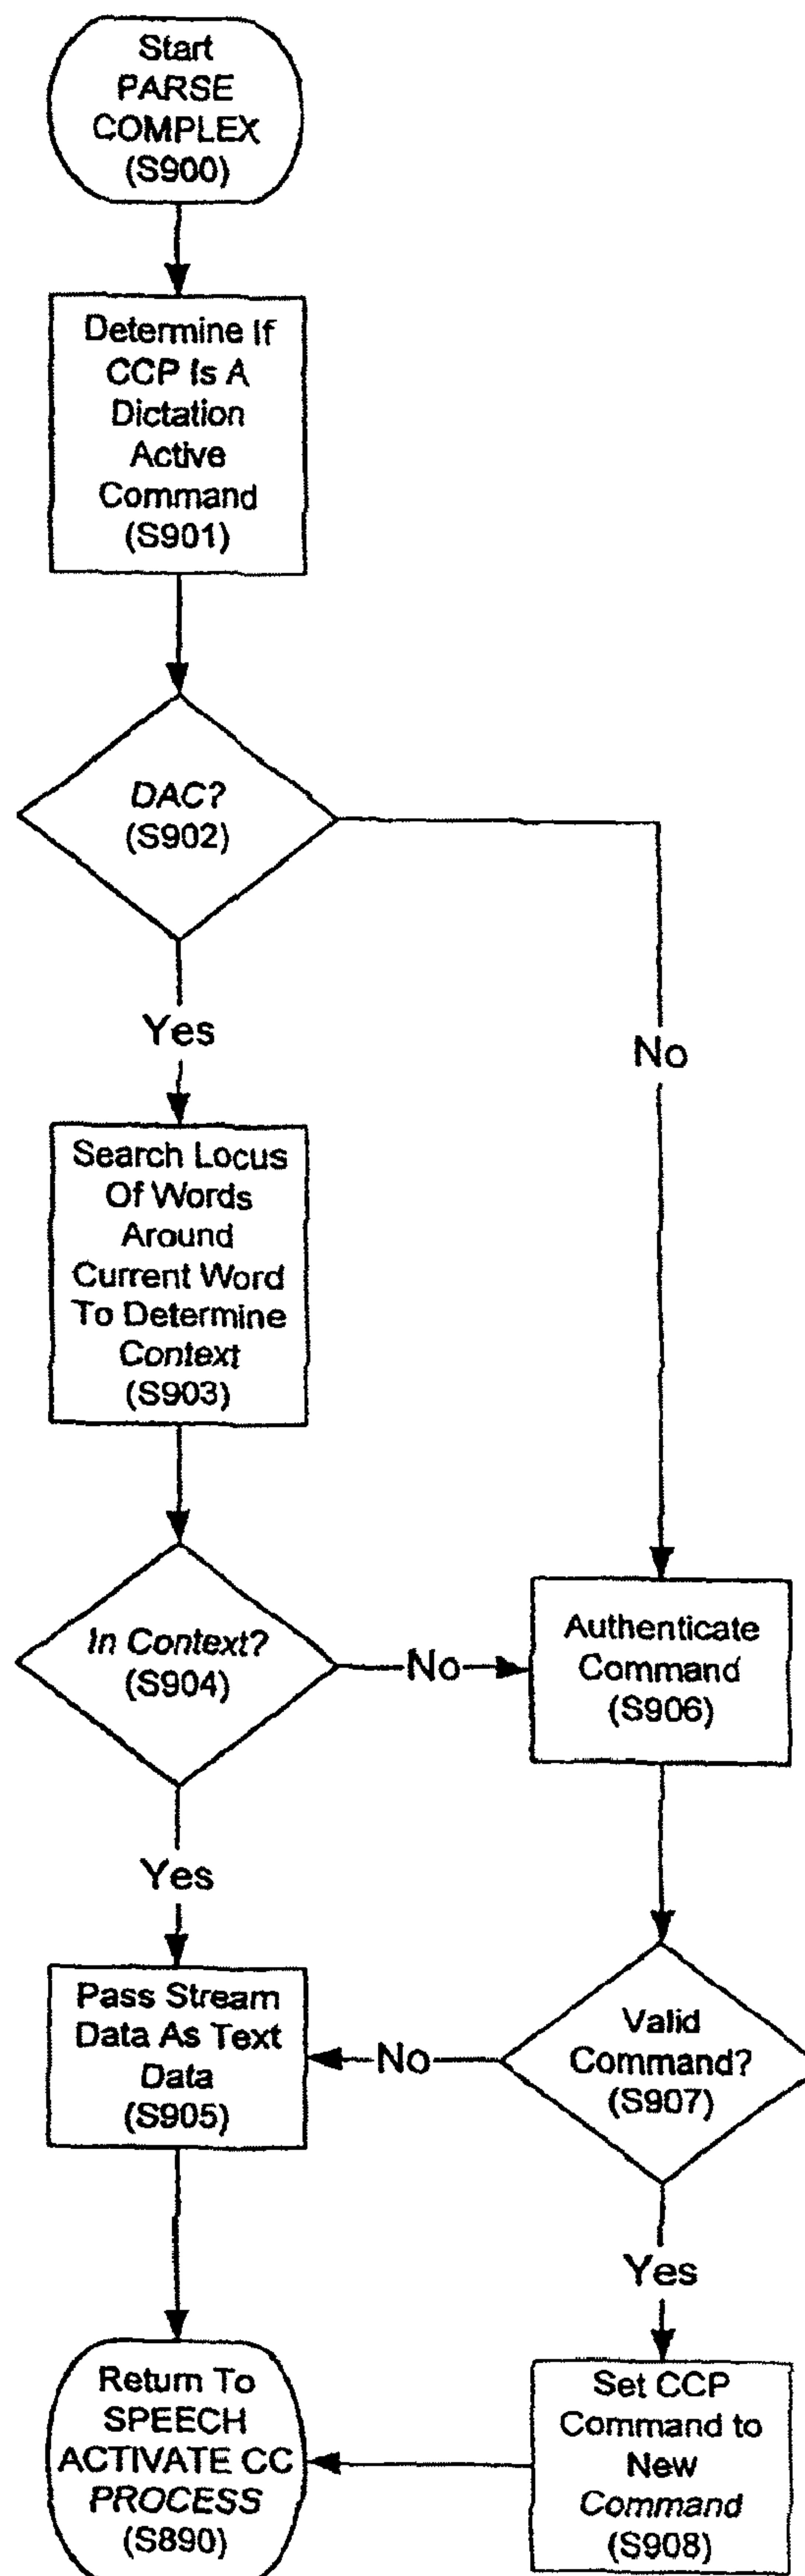 Start
PARSE
COMPLEX
(S900)
Determine If
CCP Is A
Dictation
Active
Command
(S901)
DAC?
(S902)
Yes
No
Search Locus
Of Words
Around
Current Word
To Determine
Context
(S903)
In Context?
(S904)
No
Authenticate
Command
(S906)
Yes
Pass Stream
Data As Text
Data
(S905)
No
Valid
Command?
(S907)
Yes
Return To
SPEECH
ACTIVATE CC
PROCESS
(S890)
Set CCP
Command to
New
Command
(S908)